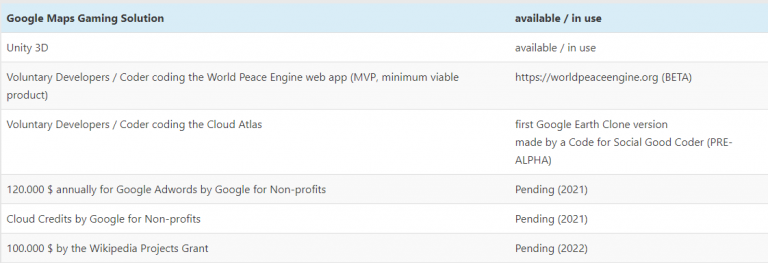 Google Maps Gaming Solution available / in use
Unity 3D available / in use
Voluntary Developers / Coder coding the World Peace Engine web app (MVP, minimum viable https://worldpeaceengine.org (BETA)
product)
Voluntary Developers / Coder coding the Cloud Atlas first Google Earth Clone version
made by a Code for Social Good Coder (PRE-
ALPHA)
120.000 $ annually for Google Adwords by Google for Non-profits Pending (2021)
Cloud Credits by Google for Non-profits Pending (2021)
100.000 $ by the Wikipedia Projects Grant Pending (2022)